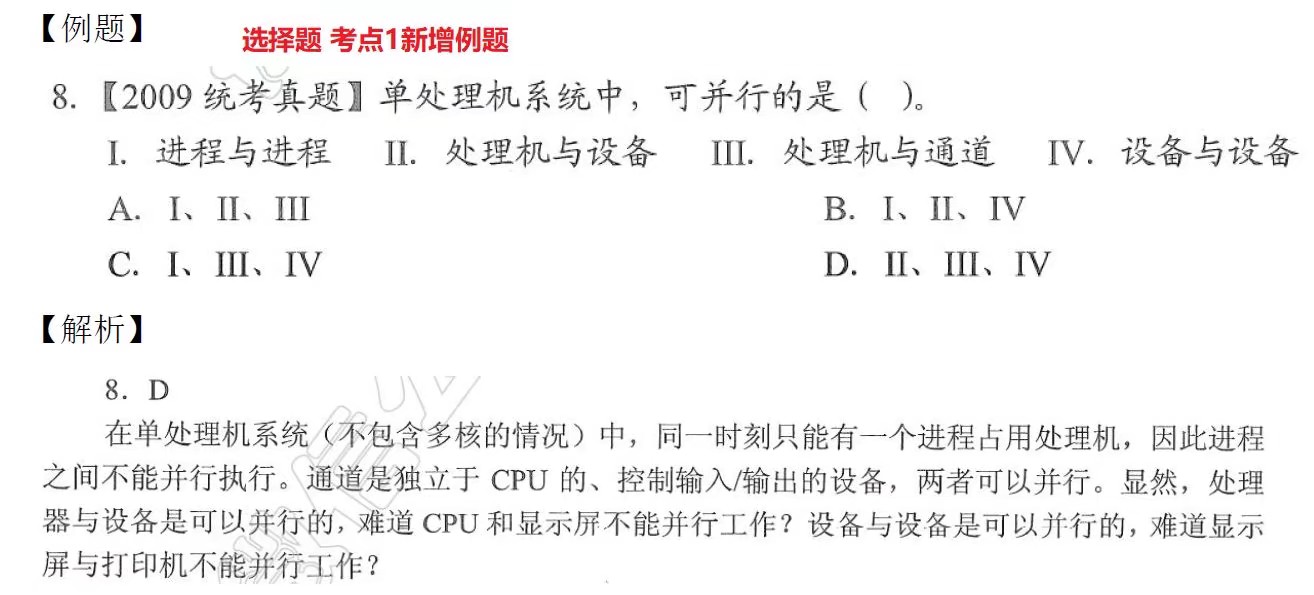 【例题】 选择题 考点1新增例题
8.【2009 统考真题】单处理机系统中，可并行的是（ ）。
I. 进程与进程 II. 处理机与设备 III. 处理机与通道 IV. 设备与设备
A. I、II、III B. I、II、IV
C. I、III、IV D. II、III、IV
【解析】
8. D
在单处理机系统（不包含多核的情况）中，同一时刻只能有一个进程占用处理机，因此进程
之间不能并行执行。通道是独立于 CPU 的、控制输入/输出的设备，两者可以并行。显然，处理
器与设备是可以并行的，难道 CPU 和显示屏不能并行工作？设备与设备是可以并行的，难道显示
屏与打印机不能并行工作？